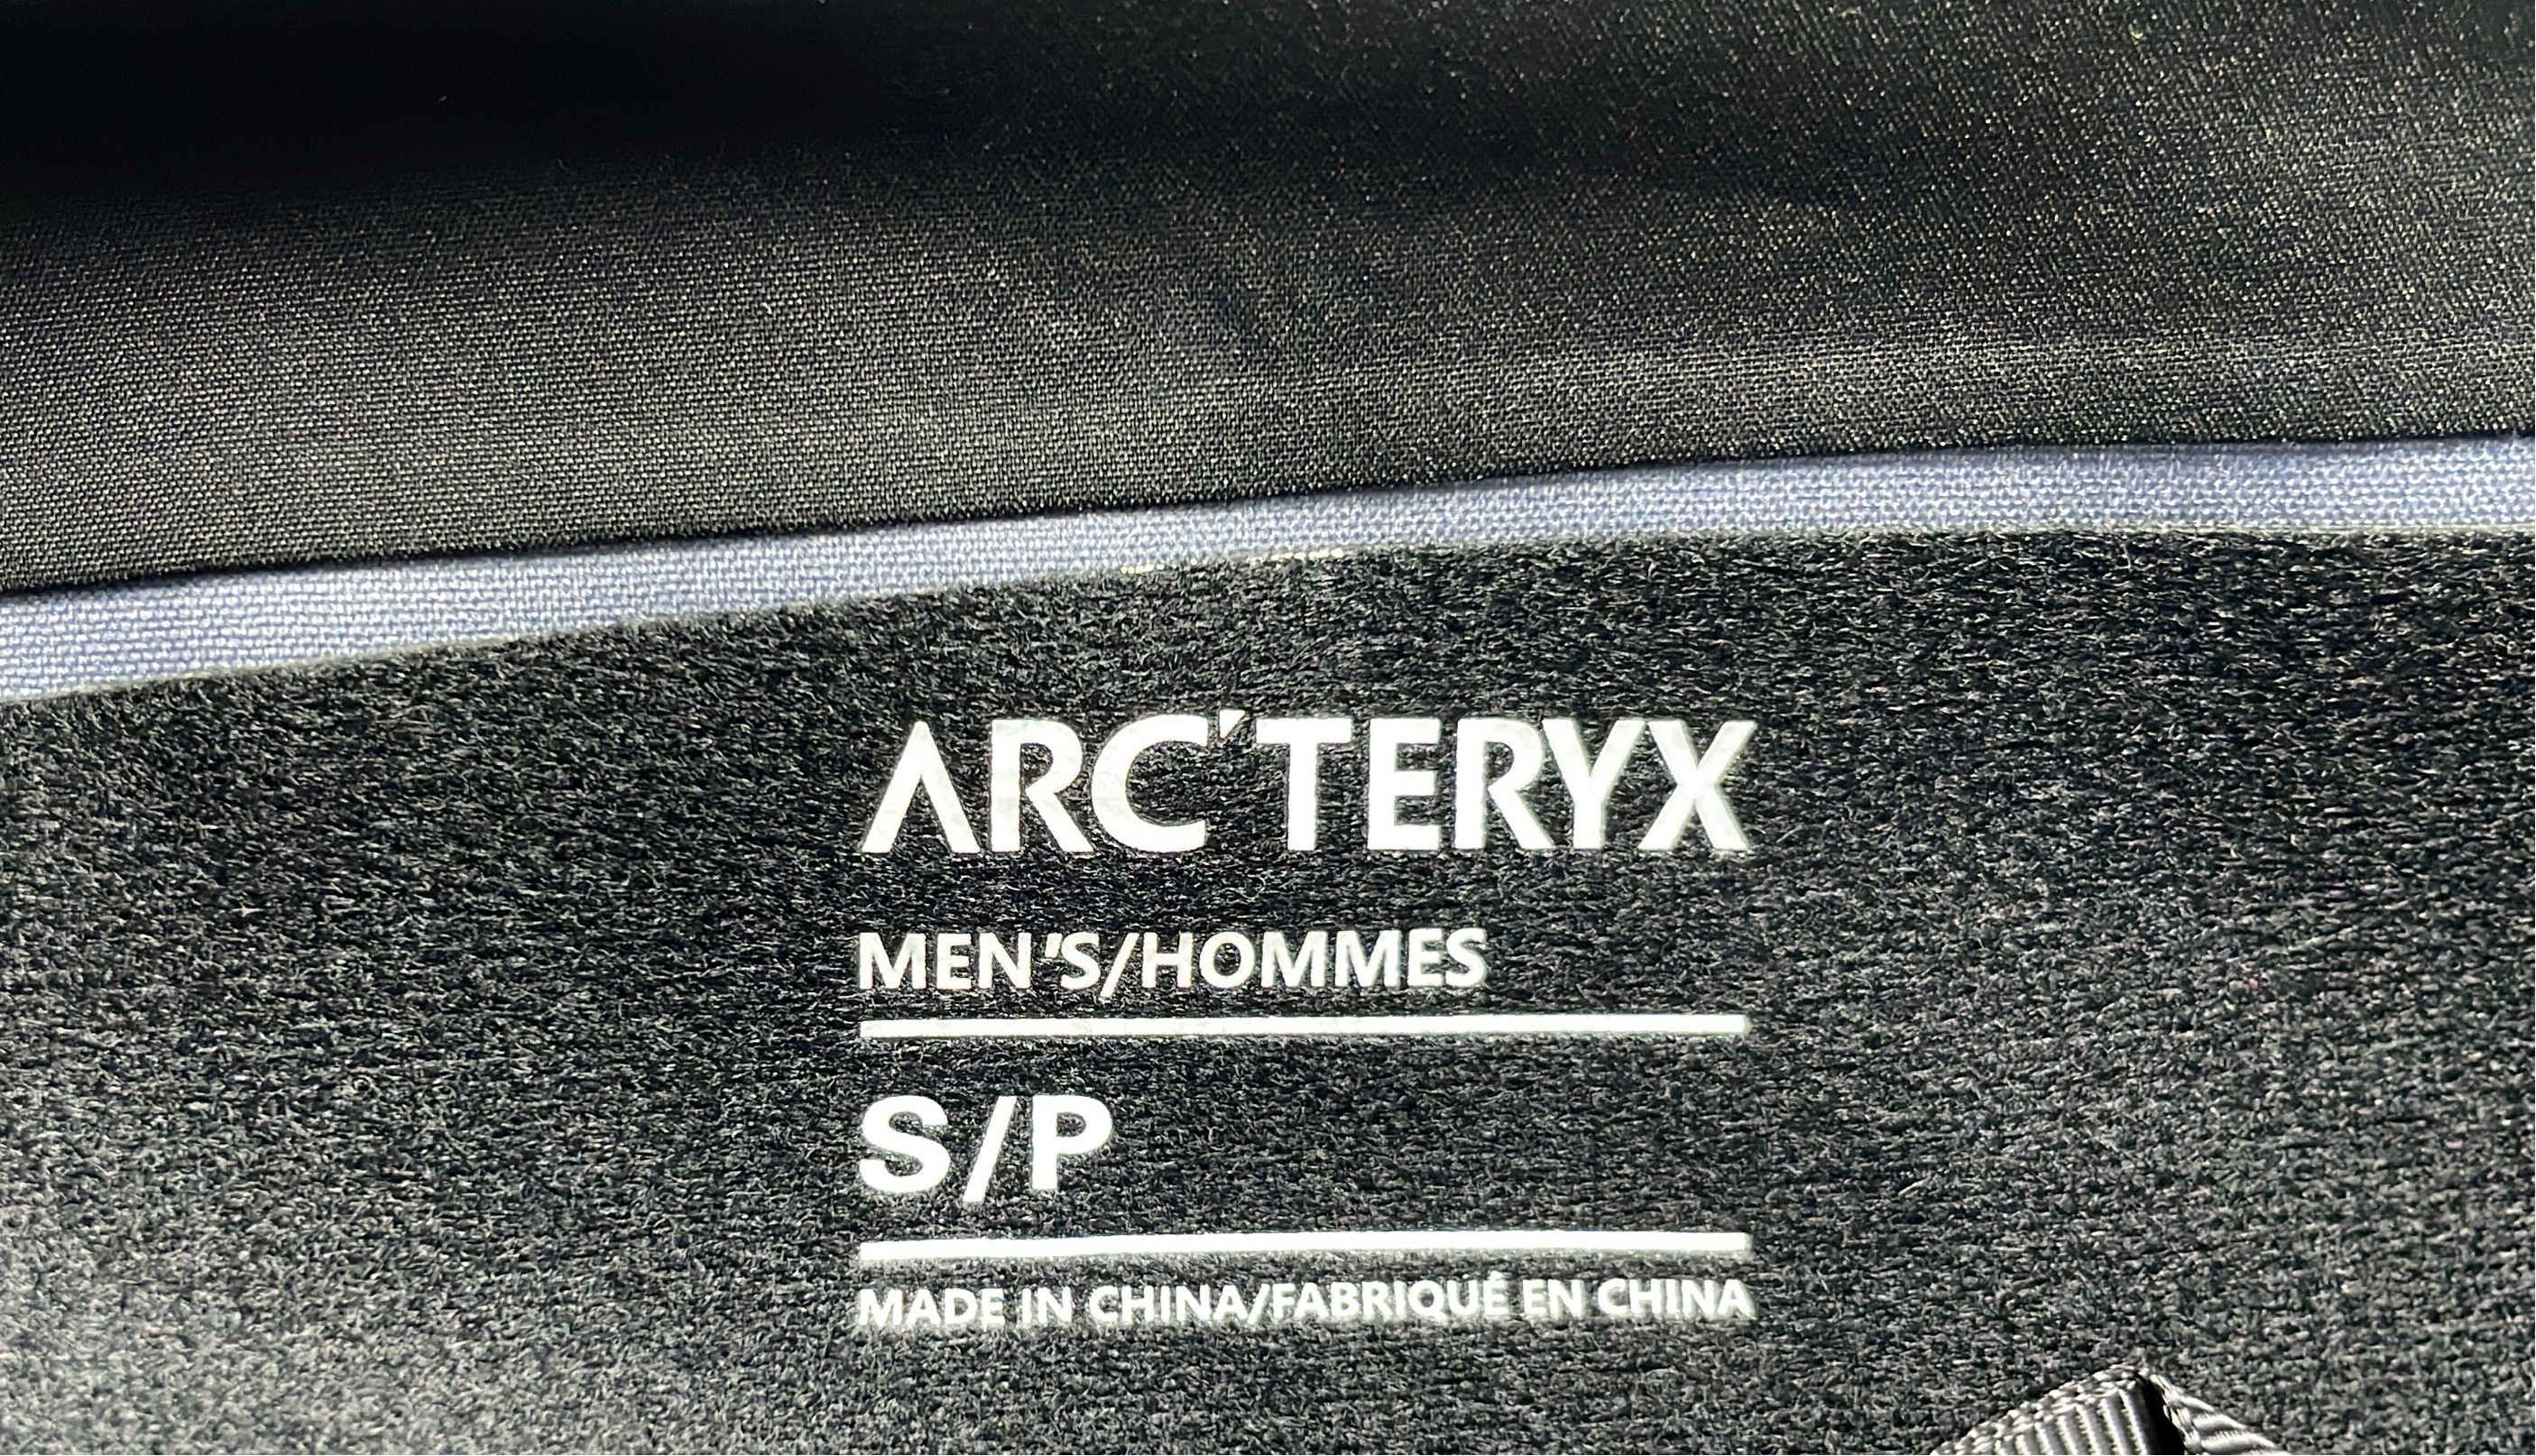 ARC'TERYX
MEN'S/HOMMES
S/P
MADE IN CHINA/FABRIQUÉ EN CHINA